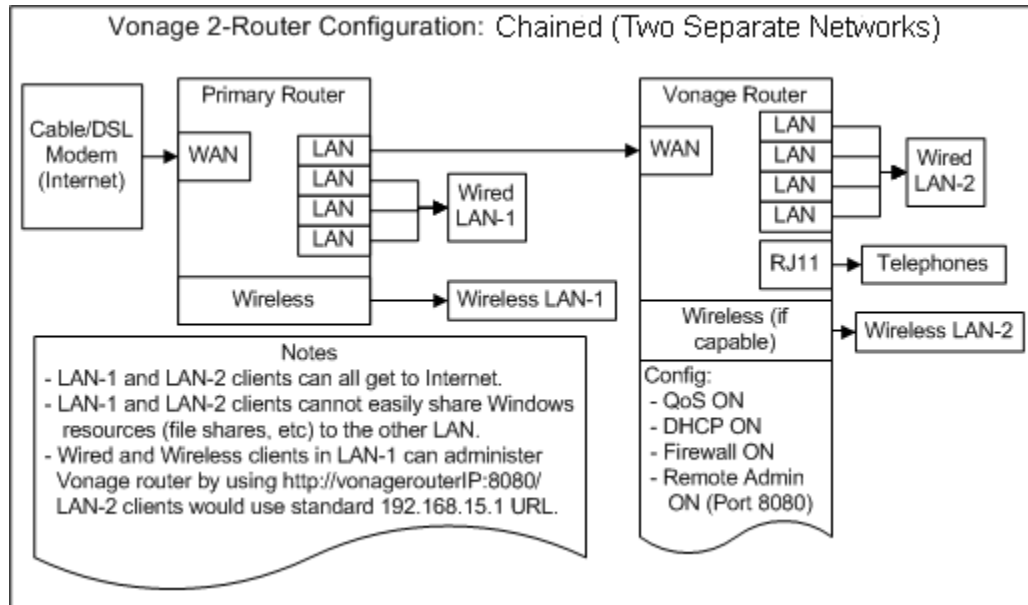 Vonage 2-Router Configuration: Chained (Two Separate Networks)
Cable/DSL
Modem
(Internet)
Primary Router
WAN
LAN
LAN
LAN
LAN
Wired
LAN-1
Wireless
Wireless LAN-1
Vonage Router
WAN
LAN
LAN
LAN
LAN
Wired
LAN-2
RJ11
Telephones
Wireless (if
capable)
Wireless LAN-2
Config:
- QoS ON
- DHCP ON
- Firewall ON
- Remote Admin
ON (Port 8080)
Notes
- LAN-1 and LAN-2 clients can all get to Internet.
- LAN-1 and LAN-2 clients cannot easily share Windows
resources (file shares, etc) to the other LAN.
- Wired and Wireless clients in LAN-1 can administer
Vonage router by using http://vonagerouterIP:8080/
LAN-2 clients would use standard 192.168.15.1 URL.